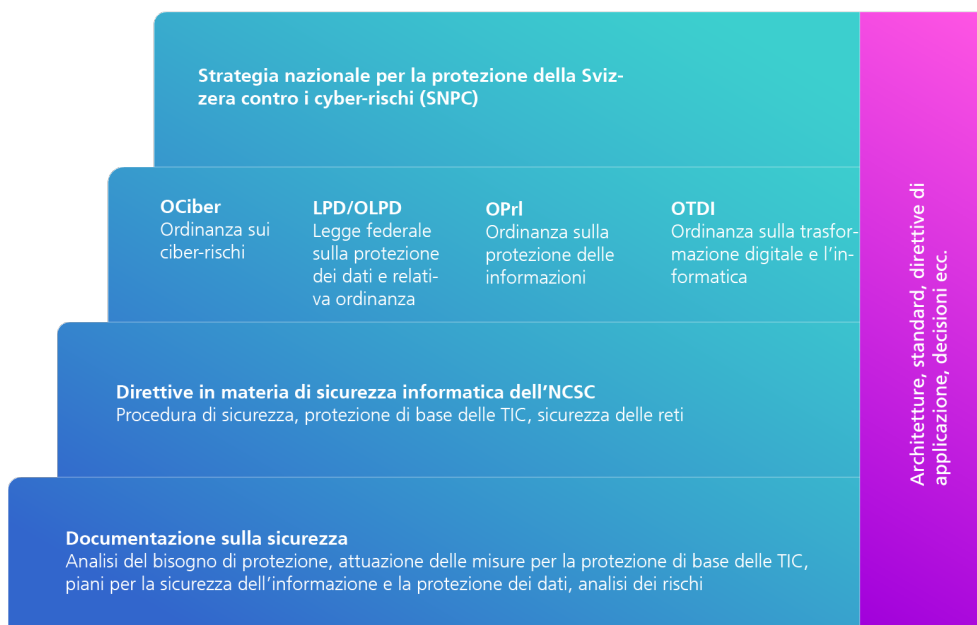 Strategia nazionale per la protezione della Sviz-
zera contro i cyber-rischi (SNPC)
OCiber
Ordinanza sui
ciber-rischi
LPD/OLPD
Legge federale
sulla protezione
dei dati e relati-
va ordinanza
OPrl
Ordinanza sulla
protezione delle
informazioni
OTDI
Ordinanza sulla trasfor-
mazione digitale e l'in-
formatica
Direttive in materia di sicurezza informatica dell'NCSC
Procedura di sicurezza, protezione di base delle TIC, sicurezza delle reti
Documentazione sulla sicurezza
Analisi del bisogno di protezione, attuazione delle misure per la protezione di base delle TIC,
piani per la sicurezza dell'informazione e la protezione dei dati, analisi dei rischi
Architetture, standard, direttive di
applicazione, decisioni ecc.